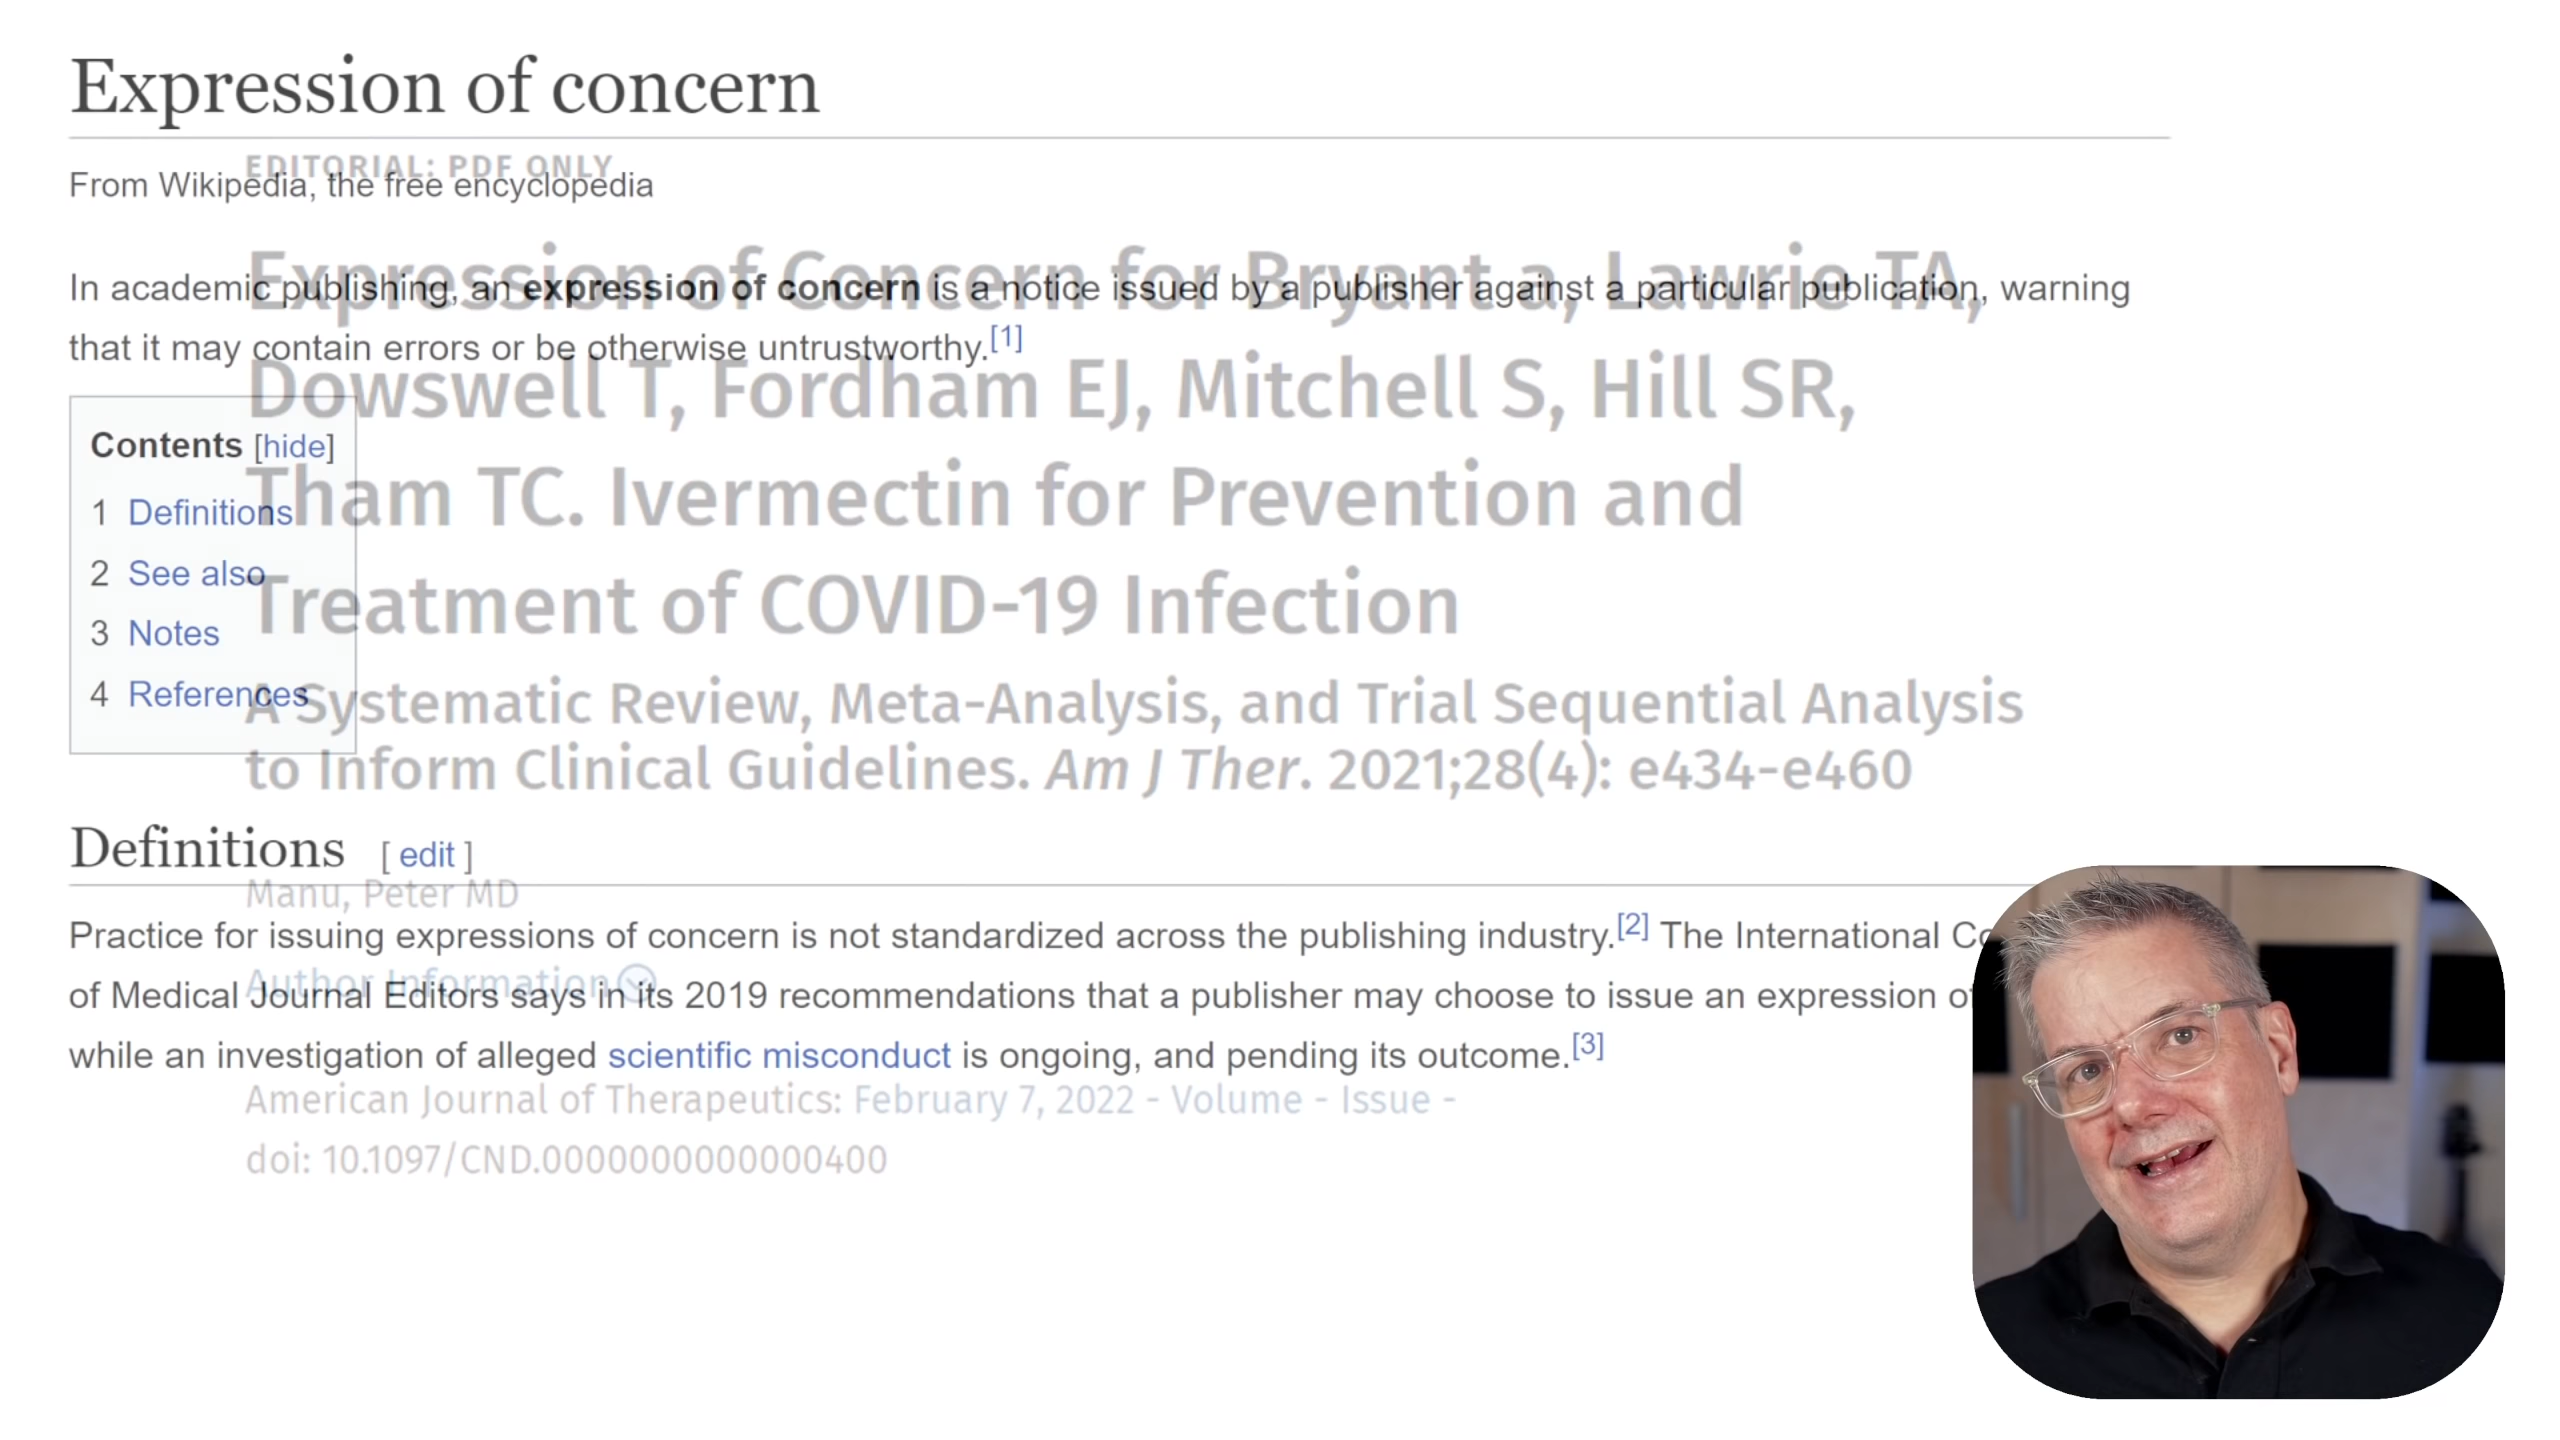 Expression of concern
EDITORIAL: PDF ONLY
From Wikipedia, the free encyclopedia
Expression of Concern for Bryant a, Lawrie TA,
In academic publishing, an expression of concern is a notice issued by a publisher against a particular publication, warning
that it may contain errors or be otherwise untrustworthy.[1]
Dowswell T, Fordham EJ, Mitchell S, Hill SR,
Contents [hide]
Tham TC. Ivermectin for Prevention and
1 Definitions
2 See also
Treatment of COVID-19 Infection
3 Notes
4 References
A Systematic Review, Meta-Analysis, and Trial Sequential Analysis
to Inform Clinical Guidelines. Am J Ther. 2021;28(4): e434-e460
Definitions [ edit ]
Manu, Peter MD
Practice for issuing expressions of concern is not standardized across the publishing industry.[2] The International Co
Author Information
of Medical Journal Editors says in its 2019 recommendations that a publisher may choose to issue an expression of
while an investigation of alleged scientific misconduct is ongoing, and pending its outcome.[3]
American Journal of Therapeutics: February 7, 2022 - Volume - Issue -
doi: 10.1097/CND.0000000000000400